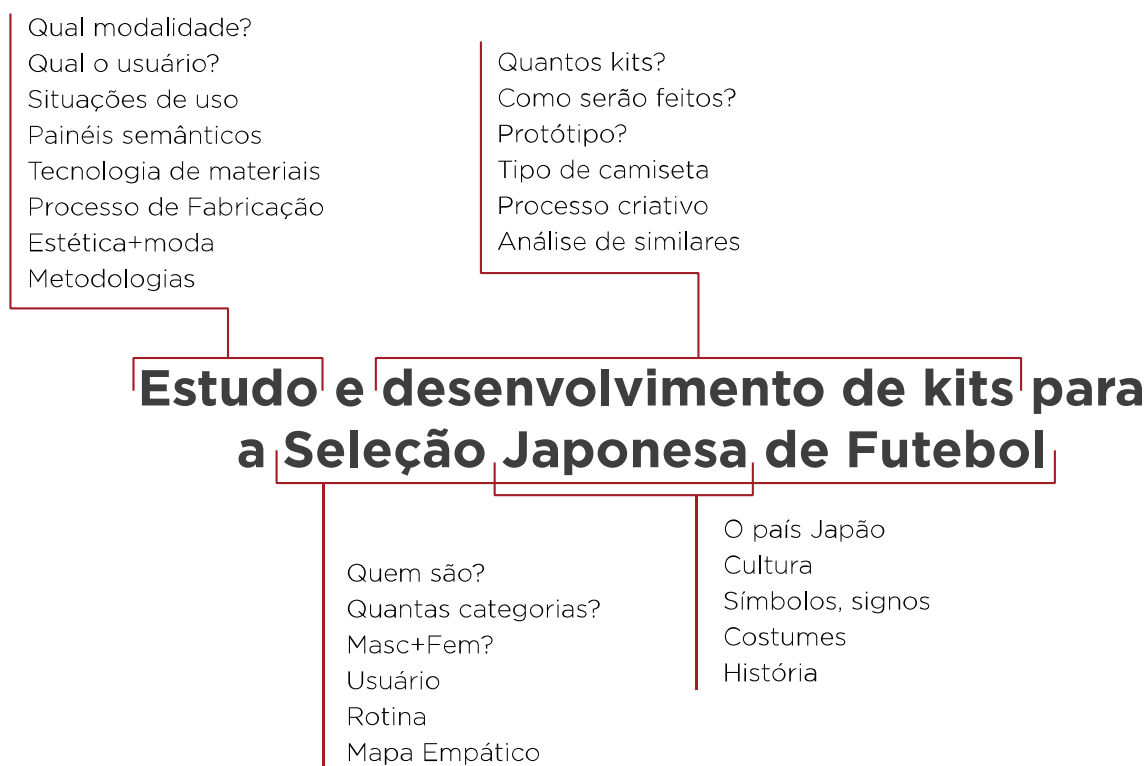 Qual modalidade?
Qual o usuário?
Situações de uso
Painéis semânticos
Tecnologia de materiais
Processo de Fabricação
Estética+moda
Metodologias
Quantos kits?
Como serão feitos?
Protótipo?
Tipo de camiseta
Processo criativo
Análise de similares
Estudo e desenvolvimento de kits para
a Seleção Japonesa de Futebol
Quem são?
Quantas categorias?
Masc+Fem?
Usuário
Rotina
Mapa Empático
O país Japão
Cultura
Símbolos, signos
Costumes
História